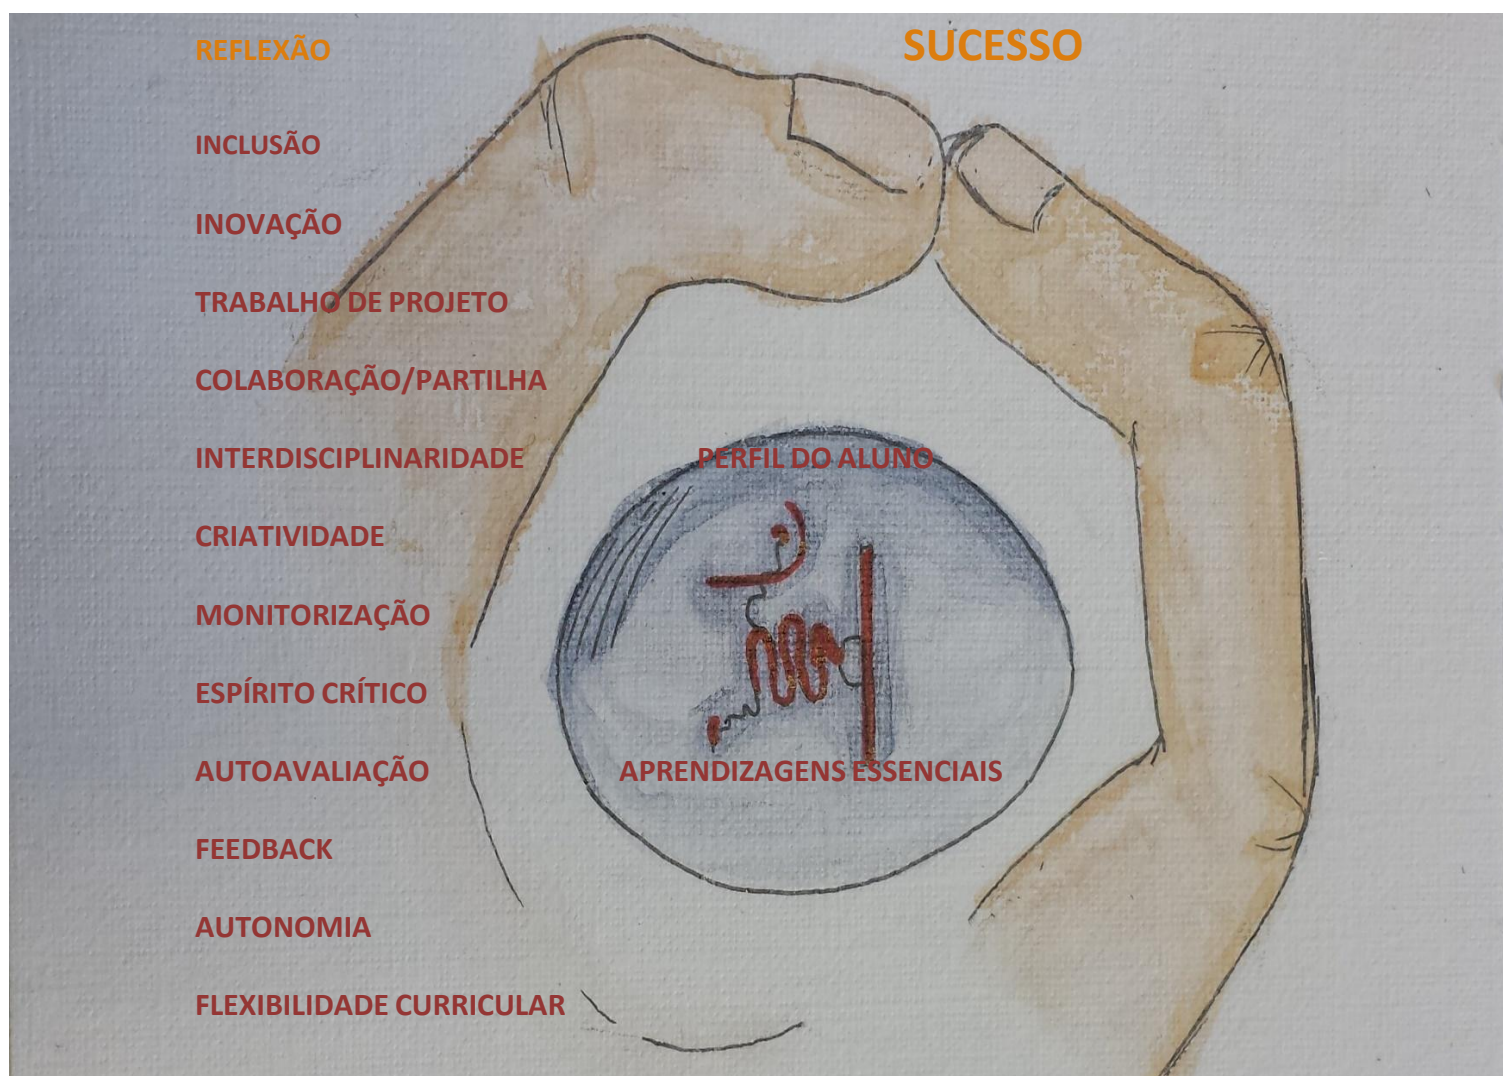 REFLEXÃO
SUCESSO
INCLUSÃO
INOVAÇÃO
TRABALHO DE PROJETO
COLABORAÇÃO/PARTILHA
INTERDISCIPLINARIDADE
PERFIL DO ALUNO
CRIATIVIDADE
MONITORIZAÇÃO
ESPÍRITO CRÍTICO
AUTOAVALIAÇÃO
APRENDIZAGENS ESSENCIAIS
FEEDBACK
AUTONOMIA
FLEXIBILIDADE CURRICULAR